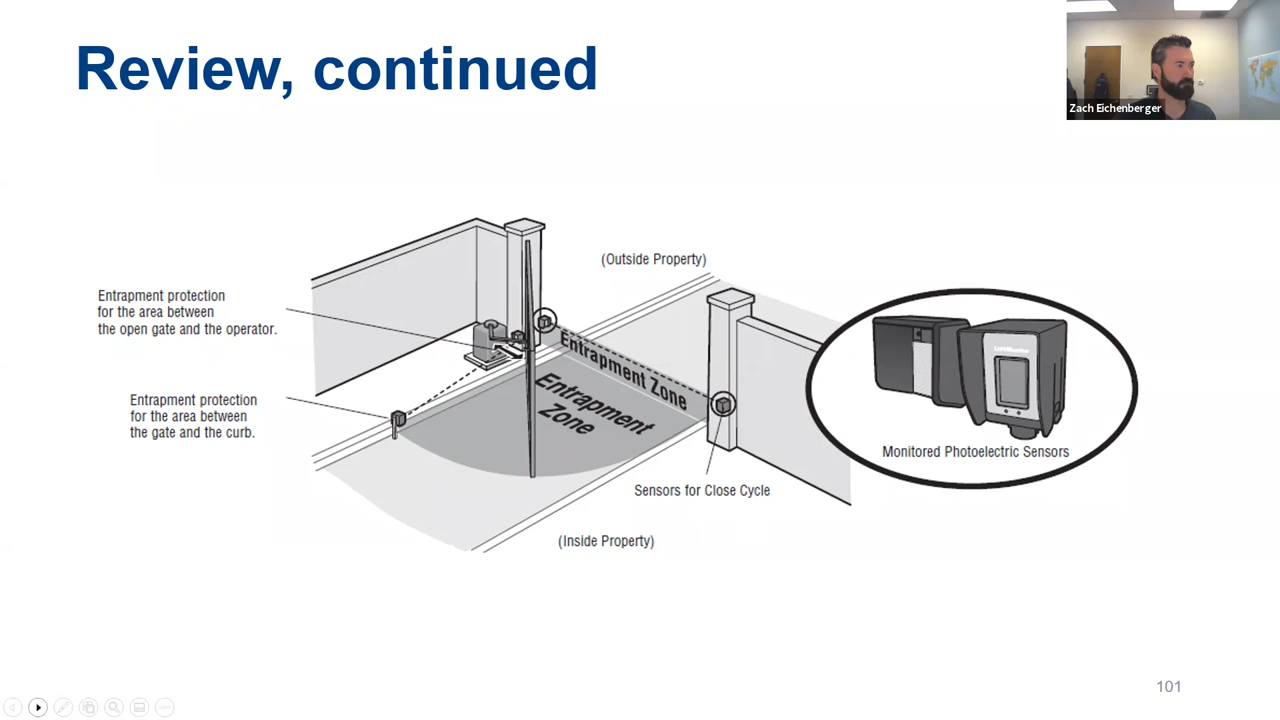 Review, continued
Zach Eichenberger
(Outside Property)
Entrapment protection
for the area between
the open gate and the operator.
Entrapment Zone
Entrapment
Zone
Entrapment protection
for the area between
the gate and the curb.
LiftMaster
Monitored Photoelectric Sensors
Sensors for Close Cycle
(Inside Property)
101